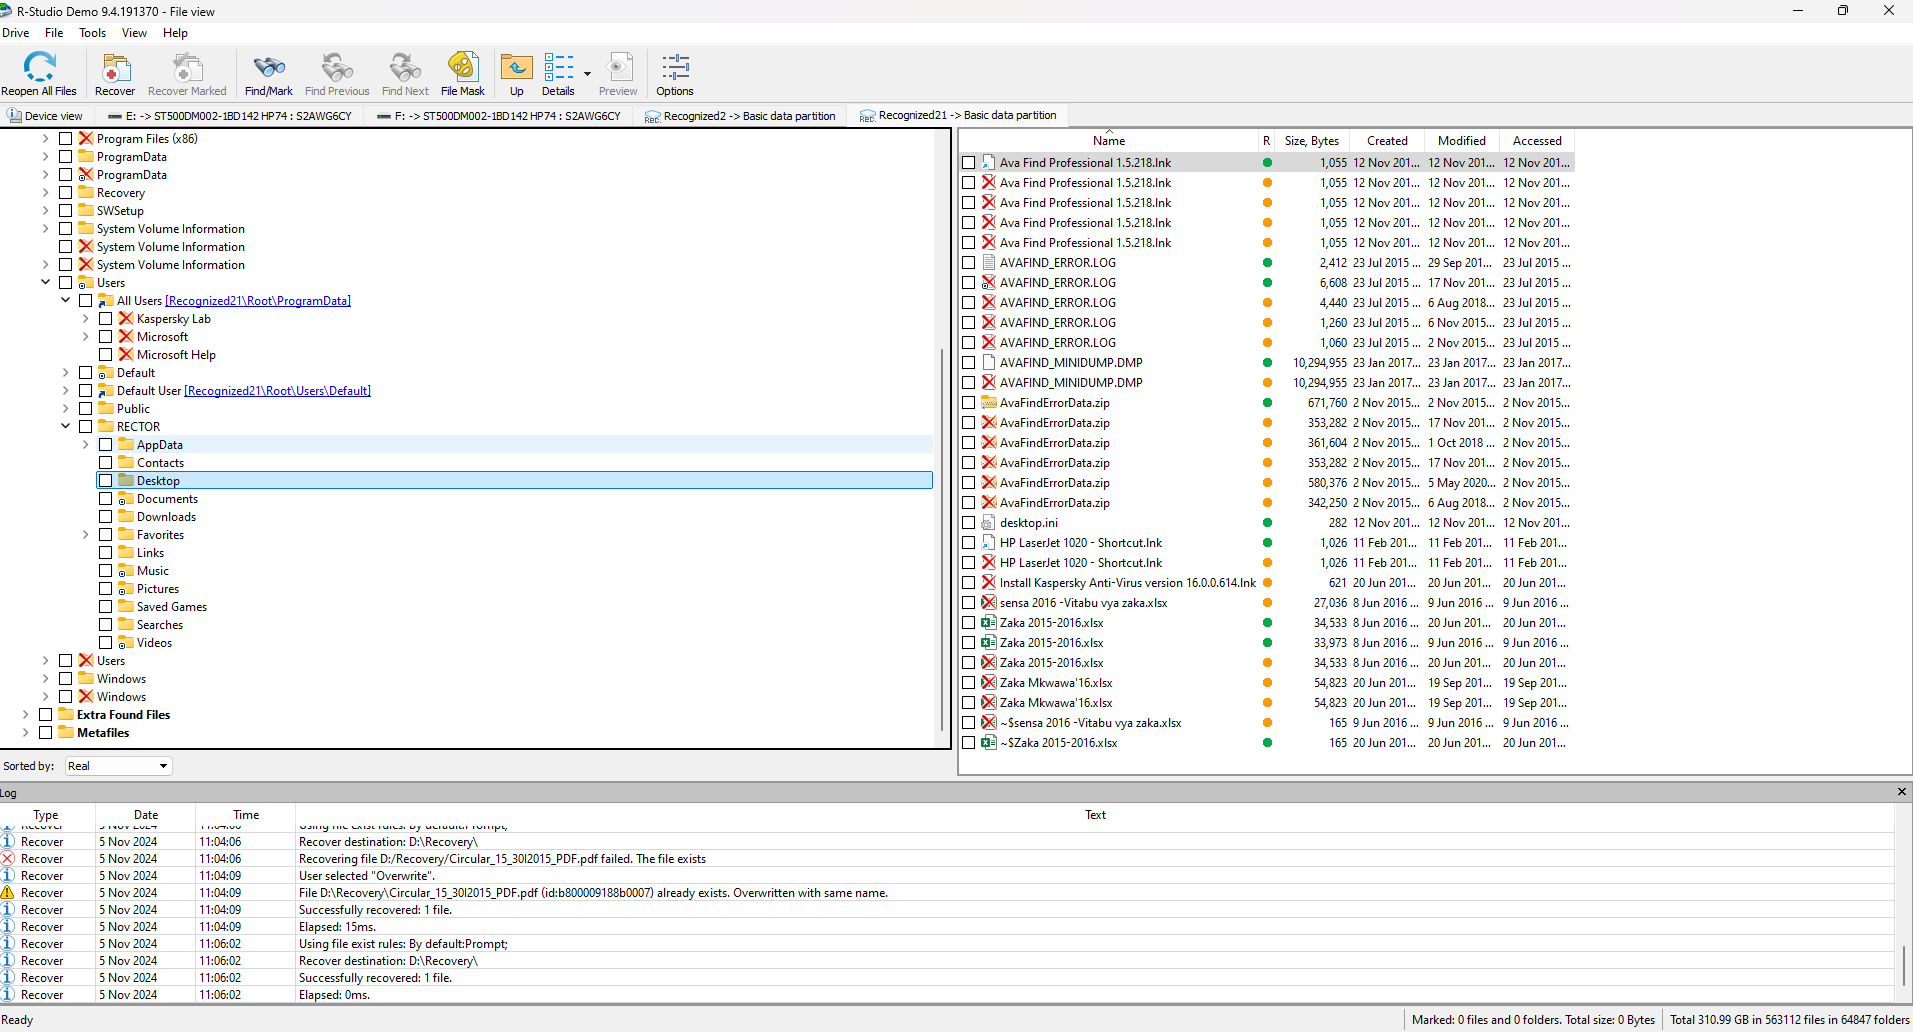 R-Studio Demo 9.4.191370 - File view
Drive File Tools View Help
Reopen All Files Recover Recover Marked Find/Mark Find Previous Find Next File Mask Up Details Preview Options
Device view E: -> ST500DM002-1BD142 HP74 : S2AWG6CY F: -> ST500DM002-1BD142 HP74 : S2AWG6CY REC. Recognized2 -> Basic data partition REC. Recognized21 -> Basic data partition
Program Files (x86)
ProgramData
ProgramData
Recovery
SWSetup
System Volume Information
System Volume Information
System Volume Information
Users
All Users [Recognized21\Root\ProgramData]
Kaspersky Lab
Microsoft
Microsoft Help
Default
Default User [Recognized21\Root\Users\Default]
Public
RECTOR
AppData
Contacts
Desktop
Documents
Downloads
Favorites
Links
Music
Pictures
Saved Games
Searches
Videos
Users
Windows
Windows
Extra Found Files
Metafiles
Sorted by: Real
Name R Size, Bytes Created Modified Accessed
Ava Find Professional 1.5.218.lnk 1,055 12 Nov 201... 12 Nov 201... 12 Nov 201...
Ava Find Professional 1.5.218.lnk 1,055 12 Nov 201... 12 Nov 201... 12 Nov 201...
Ava Find Professional 1.5.218.lnk 1,055 12 Nov 201... 12 Nov 201... 12 Nov 201...
Ava Find Professional 1.5.218.lnk 1,055 12 Nov 201... 12 Nov 201... 12 Nov 201...
Ava Find Professional 1.5.218.lnk 1,055 12 Nov 201... 12 Nov 201... 12 Nov 201...
AVAFIND_ERROR.LOG 2,412 23 Jul 2015 ... 29 Sep 201... 23 Jul 2015 ...
AVAFIND_ERROR.LOG 6,608 23 Jul 2015 ... 17 Nov 201... 23 Jul 2015 ...
AVAFIND_ERROR.LOG 4,440 23 Jul 2015 ... 6 Aug 2018... 23 Jul 2015 ...
AVAFIND_ERROR.LOG 1,260 23 Jul 2015 ... 6 Nov 2015... 23 Jul 2015 ...
AVAFIND_ERROR.LOG 1,060 23 Jul 2015 ... 2 Nov 2015... 23 Jul 2015 ...
AVAFIND_MINIDUMP.DMP 10,294,955 23 Jan 2017... 23 Jan 2017... 23 Jan 2017...
AVAFIND_MINIDUMP.DMP 10,294,955 23 Jan 2017... 23 Jan 2017... 23 Jan 2017...
AvaFindErrorData.zip 671,760 2 Nov 2015... 2 Nov 2015... 2 Nov 2015...
AvaFindErrorData.zip 353,282 2 Nov 2015... 17 Nov 201... 2 Nov 2015...
AvaFindErrorData.zip 361,604 2 Nov 2015... 1 Oct 2018 ... 2 Nov 2015...
AvaFindErrorData.zip 353,282 2 Nov 2015... 17 Nov 201... 2 Nov 2015...
AvaFindErrorData.zip 580,376 2 Nov 2015... 5 May 2020... 2 Nov 2015...
AvaFindErrorData.zip 342,250 2 Nov 2015... 6 Aug 2018... 2 Nov 2015...
desktop.ini 282 12 Nov 201... 12 Nov 201... 12 Nov 201...
HP LaserJet 1020 - Shortcut.lnk 1,026 11 Feb 201... 11 Feb 201... 11 Feb 201...
HP LaserJet 1020 - Shortcut.lnk 1,026 11 Feb 201... 11 Feb 201... 11 Feb 201...
Install Kaspersky Anti-Virus version 16.0.0.614.lnk 621 20 Jun 201... 20 Jun 201... 20 Jun 201...
sensa 2016 -Vitabu vya zaka.xlsx 27,036 8 Jun 2016 ... 9 Jun 2016 ... 9 Jun 2016 ...
Zaka 2015-2016.xlsx 34,533 8 Jun 2016 ... 20 Jun 201... 20 Jun 201...
Zaka 2015-2016.xlsx 33,973 8 Jun 2016 ... 9 Jun 2016 ... 9 Jun 2016 ...
Zaka 2015-2016.xlsx 34,533 8 Jun 2016 ... 20 Jun 201... 20 Jun 201...
Zaka Mkwawa'16.xlsx 54,823 20 Jun 201... 19 Sep 201... 19 Sep 201...
Zaka Mkwawa'16.xlsx 54,823 20 Jun 201... 19 Sep 201... 19 Sep 201...
~$sensa 2016 -Vitabu vya zaka.xlsx 165 9 Jun 2016 ... 9 Jun 2016 ... 9 Jun 2016 ...
~$Zaka 2015-2016.xlsx 165 20 Jun 201... 20 Jun 201... 20 Jun 201...
Log
Type Date Time Text
Recover 5 Nov 2024 11:04:06 Using file exist rules: By default:Prompt;
Recover 5 Nov 2024 11:04:06 Recover destination: D:\Recovery\
Recover 5 Nov 2024 11:04:06 Recovering file D:/Recovery/Circular_15_30I2015_PDF.pdf failed. The file exists
Recover 5 Nov 2024 11:04:09 User selected "Overwrite".
Recover 5 Nov 2024 11:04:09 File D:\Recovery\Circular_15_30I2015_PDF.pdf (id:b800009188b0007) already exists. Overwritten with same name.
Recover 5 Nov 2024 11:04:09 Successfully recovered: 1 file.
Recover 5 Nov 2024 11:04:09 Elapsed: 15ms.
Recover 5 Nov 2024 11:06:02 Using file exist rules: By default:Prompt;
Recover 5 Nov 2024 11:06:02 Recover destination: D:\Recovery\
Recover 5 Nov 2024 11:06:02 Successfully recovered: 1 file.
Recover 5 Nov 2024 11:06:02 Elapsed: 0ms.
Ready Marked: 0 files and 0 folders. Total size: 0 Bytes Total 310.99 GB in 563112 files in 64847 folders